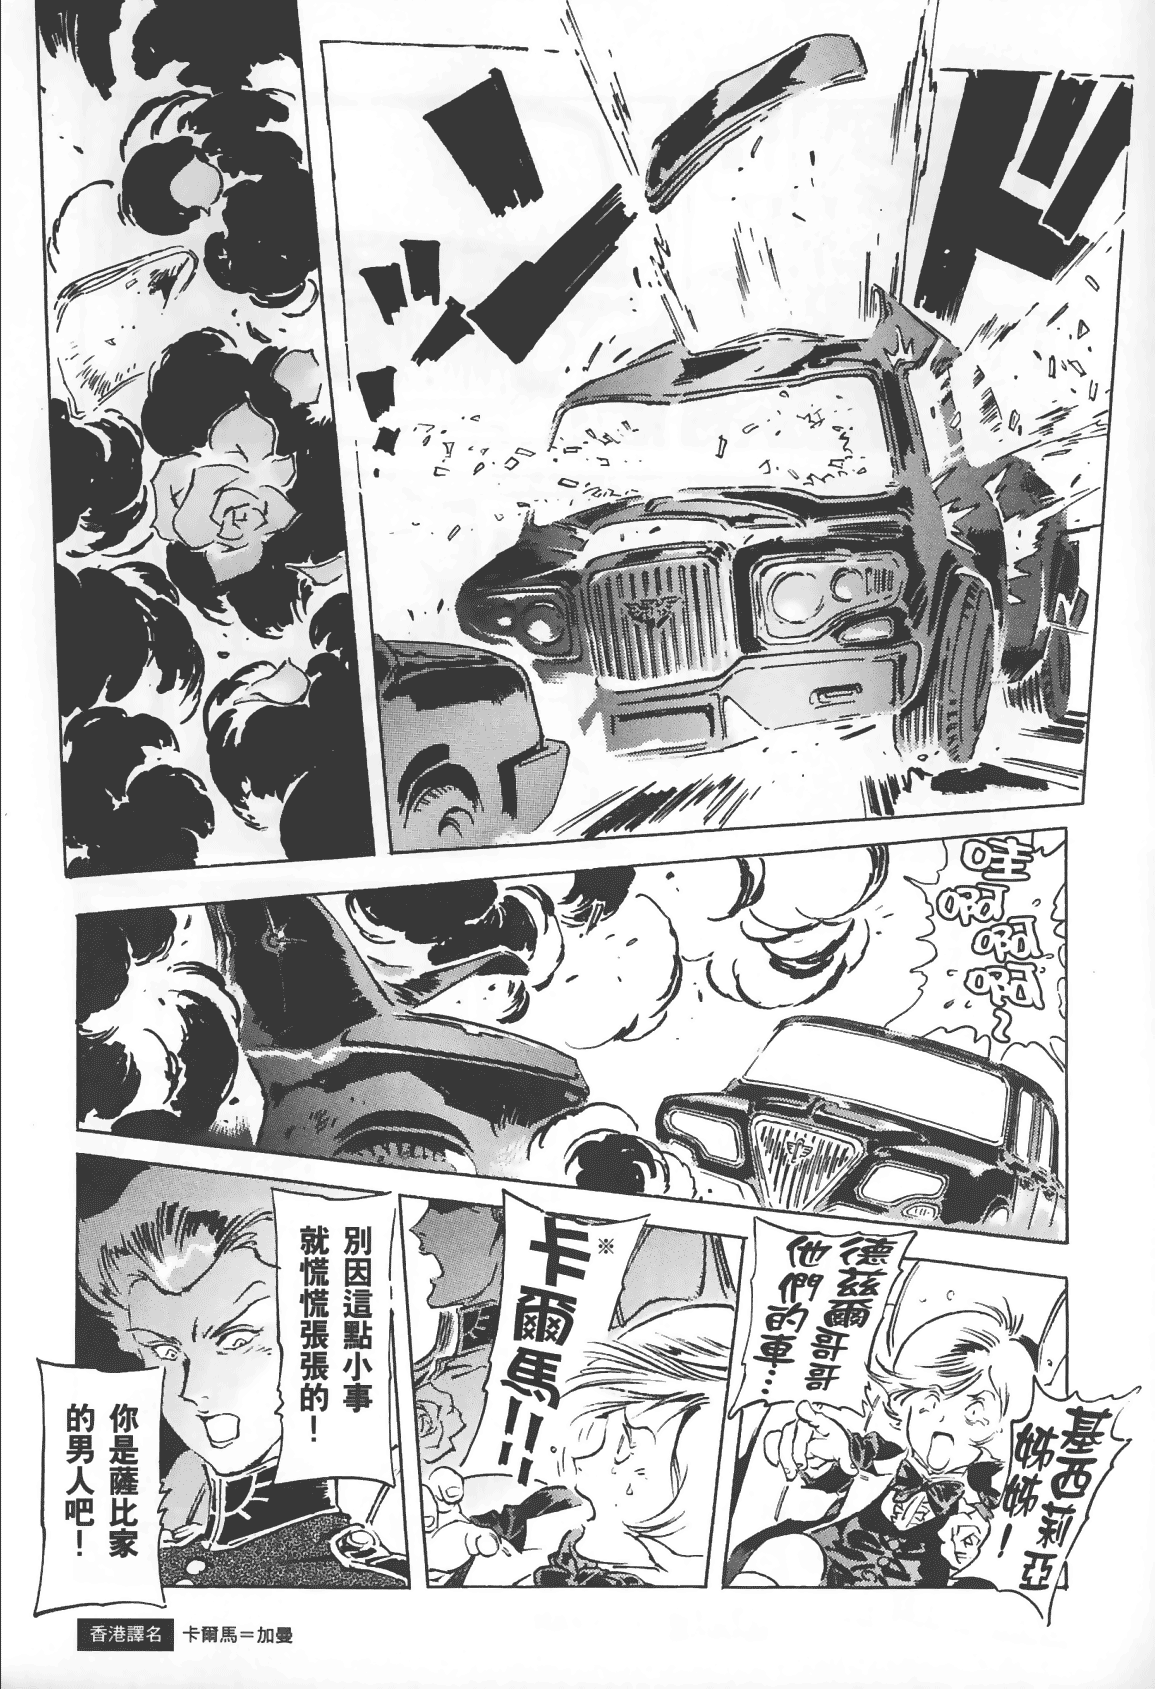 ドン
哇
啊
啊
啊
～
基西莉亞
姊姊！
德茲爾哥哥
他們的車…
※
卡爾馬!!
別因這點小事
就慌慌張張的！
你是薩比家
的男人吧！
香港譯名 卡爾馬＝加曼